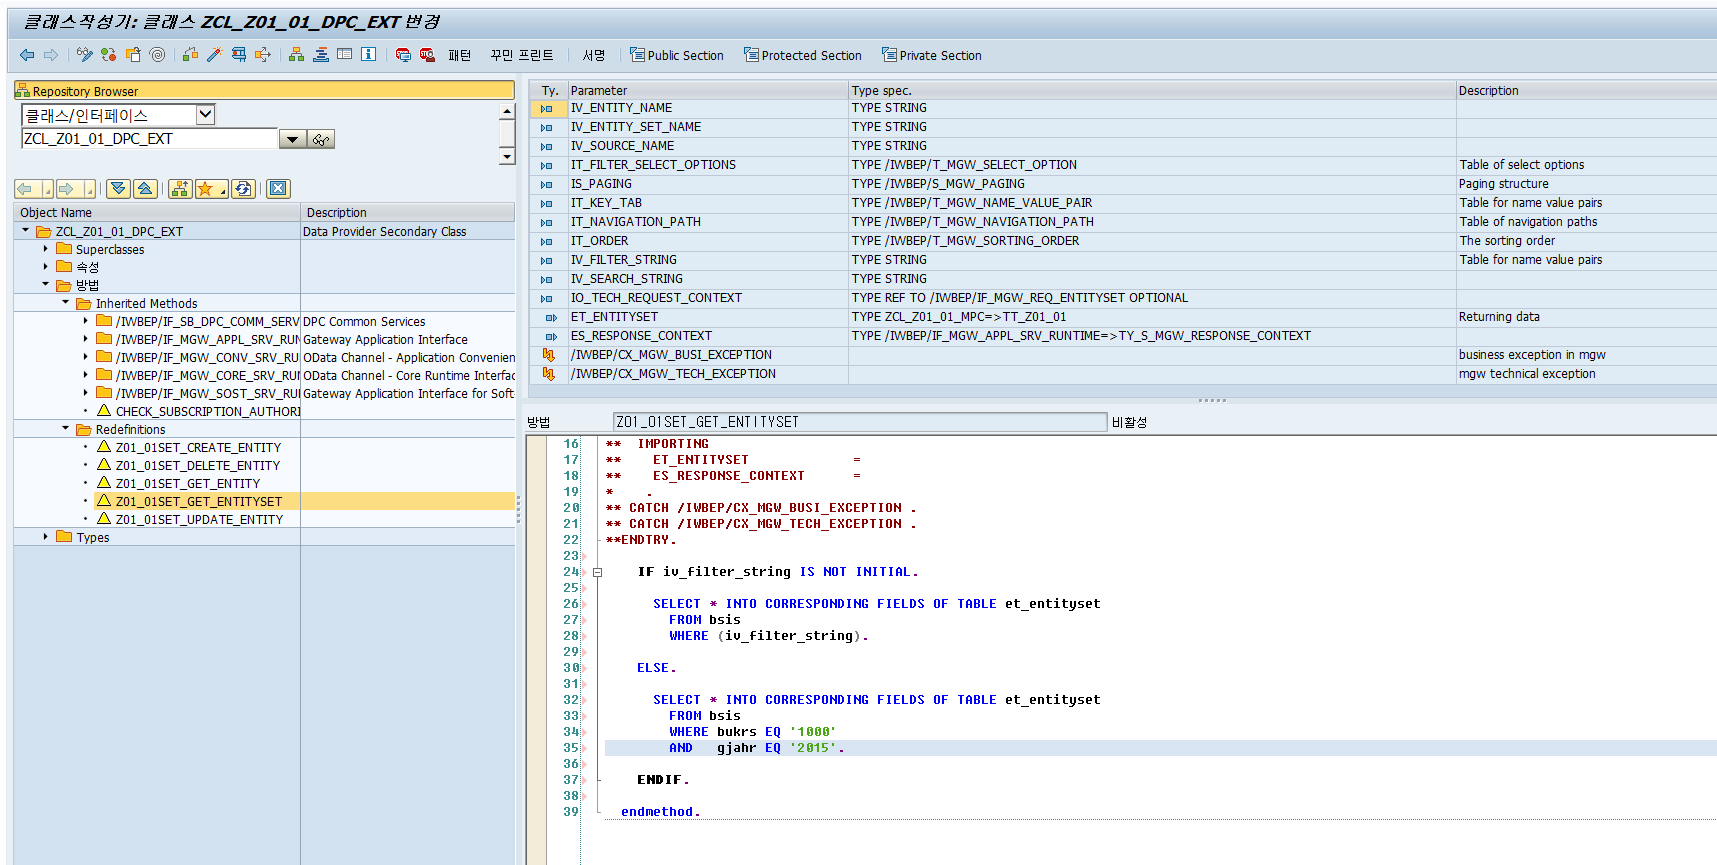 클래스작성기: 클래스 ZCL_Z01_01_DPC_EXT 변경
패턴 꾸민 프린트 서명 Public Section Protected Section Private Section
Repository Browser
클래스/인터페이스
ZCL_Z01_01_DPC_EXT
Object Name Description
ZCL_Z01_01_DPC_EXT Data Provider Secondary Class
Superclasses
속성
방법
Inherited Methods
/IWBEP/IF_SB_DPC_COMM_SERV DPC Common Services
/IWBEP/IF_MGW_APPL_SRV_RUN Gateway Application Interface
/IWBEP/IF_MGW_CONV_SRV_RU OData Channel - Application Convenien
/IWBEP/IF_MGW_CORE_SRV_RUI OData Channel - Core Runtime Interfac
/IWBEP/IF_MGW_SOST_SRV_RU Gateway Application Interface for Soft
CHECK_SUBSCRIPTION_AUTHORI
Redefinitions
Z01_01SET_CREATE_ENTITY
Z01_01SET_DELETE_ENTITY
Z01_01SET_GET_ENTITY
Z01_01SET_GET_ENTITYSET
Z01_01SET_UPDATE_ENTITY
Types
Ty. Parameter Type spec. Description
IV_ENTITY_NAME TYPE STRING
IV_ENTITY_SET_NAME TYPE STRING
IV_SOURCE_NAME TYPE STRING
IT_FILTER_SELECT_OPTIONS TYPE /IWBEP/T_MGW_SELECT_OPTION Table of select options
IS_PAGING TYPE /IWBEP/S_MGW_PAGING Paging structure
IT_KEY_TAB TYPE /IWBEP/T_MGW_NAME_VALUE_PAIR Table for name value pairs
IT_NAVIGATION_PATH TYPE /IWBEP/T_MGW_NAVIGATION_PATH Table of navigation paths
IT_ORDER TYPE /IWBEP/T_MGW_SORTING_ORDER The sorting order
IV_FILTER_STRING TYPE STRING Table for name value pairs
IV_SEARCH_STRING TYPE STRING
IO_TECH_REQUEST_CONTEXT TYPE REF TO /IWBEP/IF_MGW_REQ_ENTITYSET OPTIONAL
ET_ENTITYSET TYPE ZCL_Z01_01_MPC=>TT_Z01_01 Returning data
ES_RESPONSE_CONTEXT TYPE /IWBEP/IF_MGW_APPL_SRV_RUNTIME=>TY_S_MGW_RESPONSE_CONTEXT
/IWBEP/CX_MGW_BUSI_EXCEPTION business exception in mgw
/IWBEP/CX_MGW_TECH_EXCEPTION mgw technical exception
방법 Z01_01SET_GET_ENTITYSET 비활성
16 ** IMPORTING
17 ** ET_ENTITYSET =
18 ** ES_RESPONSE_CONTEXT =
19 * .
20 ** CATCH /IWBEP/CX_MGW_BUSI_EXCEPTION .
21 ** CATCH /IWBEP/CX_MGW_TECH_EXCEPTION .
22 **ENDTRY.
23
24 IF iv_filter_string IS NOT INITIAL.
25
26 SELECT * INTO CORRESPONDING FIELDS OF TABLE et_entityset
27 FROM bsis
28 WHERE (iv_filter_string).
29
30 ELSE.
31
32 SELECT * INTO CORRESPONDING FIELDS OF TABLE et_entityset
33 FROM bsis
34 WHERE bukrs EQ '1000'
35 AND gjahr EQ '2015'.
36
37 ENDIF.
38
39 endmethod.